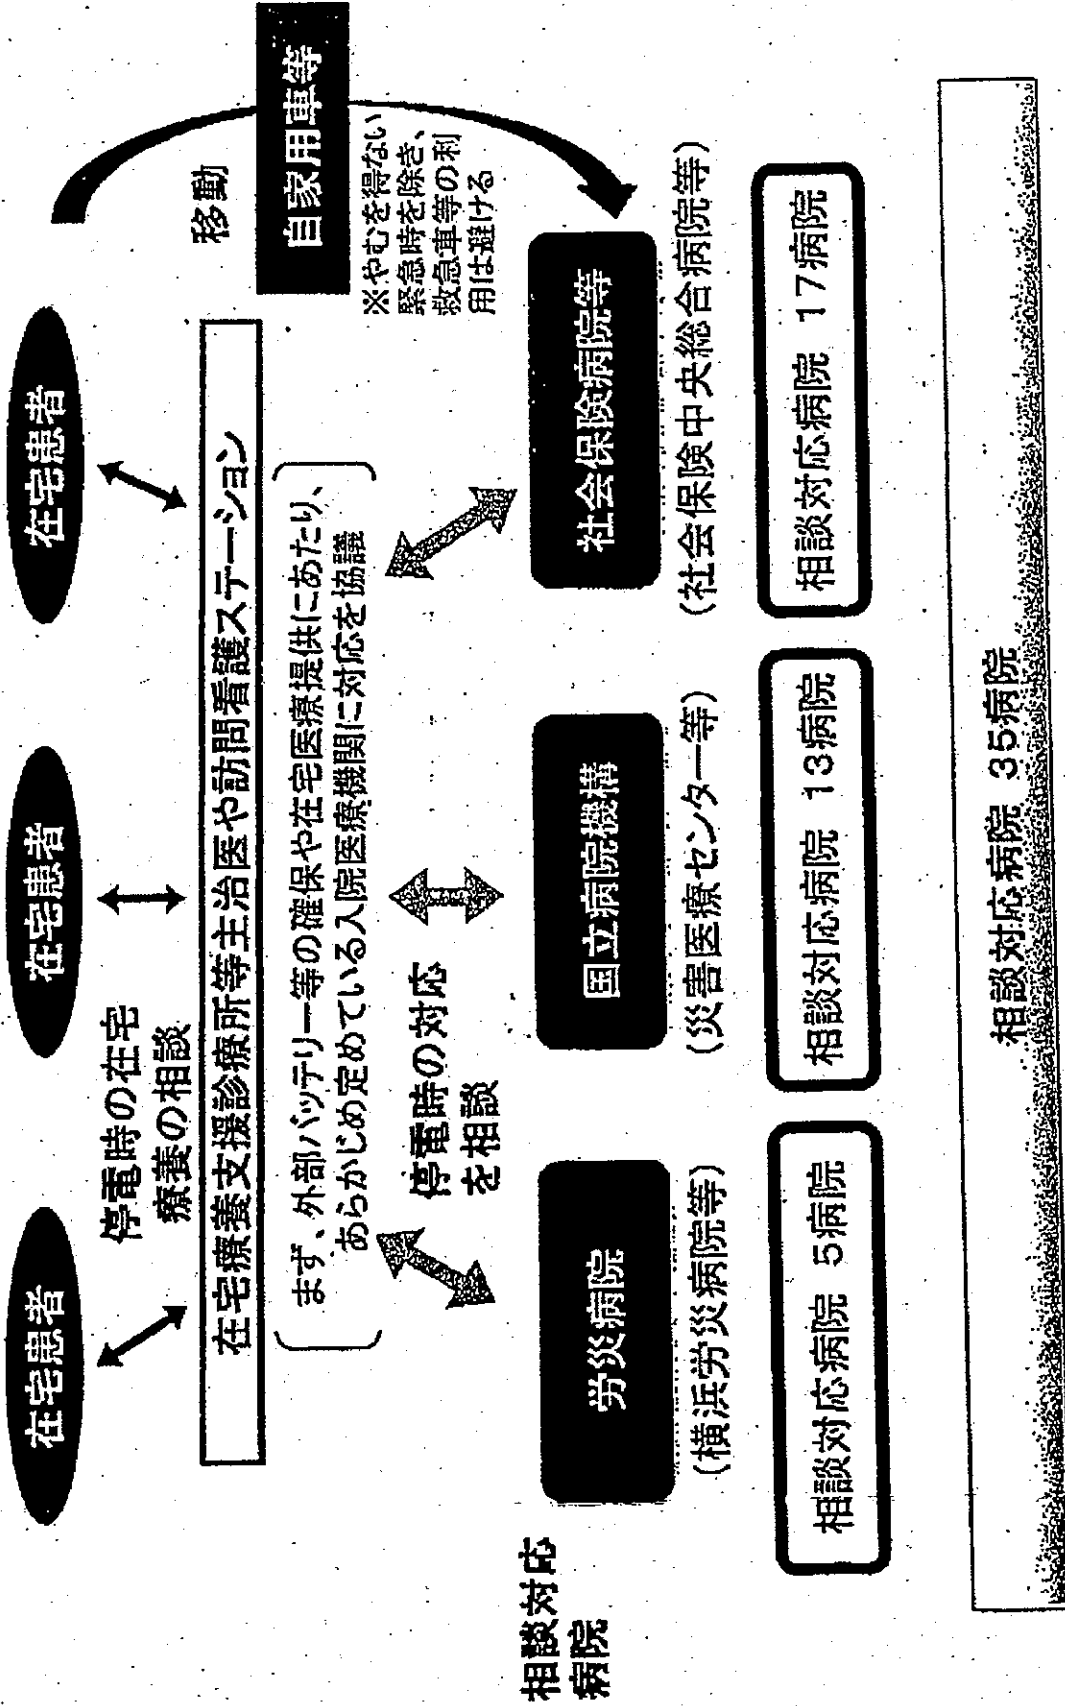 在宅患者
在宅患者
在宅患者
停電時の在宅
療養の相談
移動
自家用車等
※やむを得ない
緊急時を除き、
救急車等の利
用は避ける
在宅療養支援診療所等主治医や訪問看護ステーション
まず、外部バッテリー等の確保や在宅医療提供にあたり、
あらかじめ定めている入院医療機関に対応を協議
停電時の対応
を相談
相談対応
病院
労災病院
(横浜労災病院等)
相談対応病院 5病院
国立病院機構
(災害医療センター等)
相談対応病院 13病院
社会保険病院等
(社会保険中央総合病院等)
相談対応病院 17病院
相談対応病院 35病院